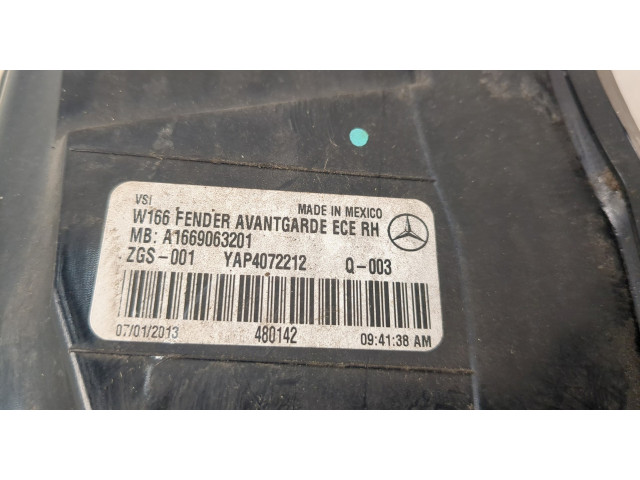 VSI MADE IN MEXICO
W166 FENDER AVANTGARDE ECE RH
MB: A1669063201
ZGS-001 YAP4072212 Q-003
07/01/2013 480142 09:41:38 AM